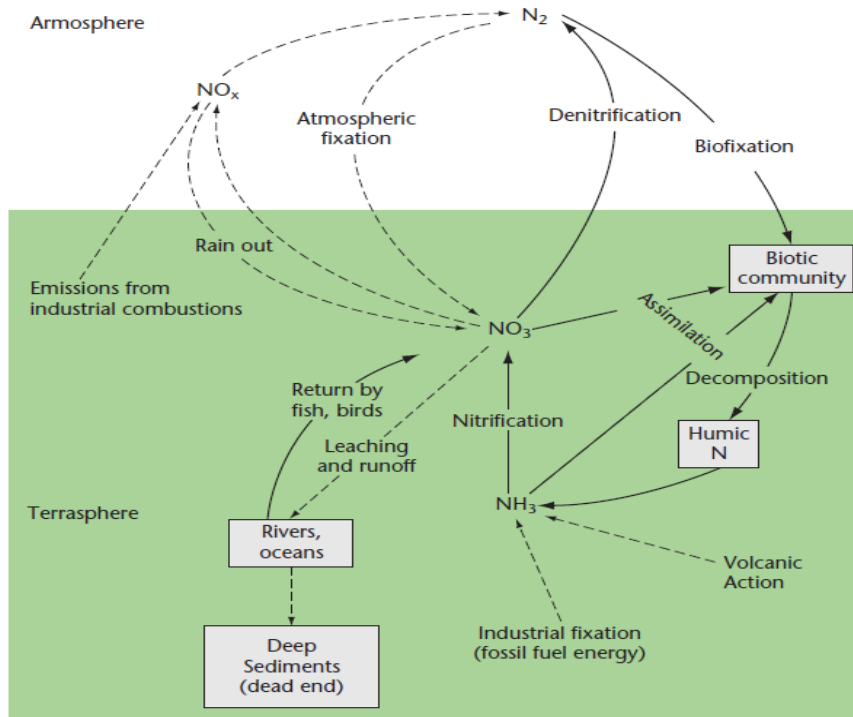 Armosphere
N₂
NOₓ
Atmospheric
fixation
Denitrification
Biofixation
Rain out
Emissions from
industrial combustions
Biotic
community
NO₃
Assimilation
Decomposition
Return by
fish, birds
Nitrification
Humic
N
Leaching
and runoff
NH₃
Terrasphere
Rivers,
oceans
Volcanic
Action
Industrial fixation
(fossil fuel energy)
Deep
Sediments
(dead end)